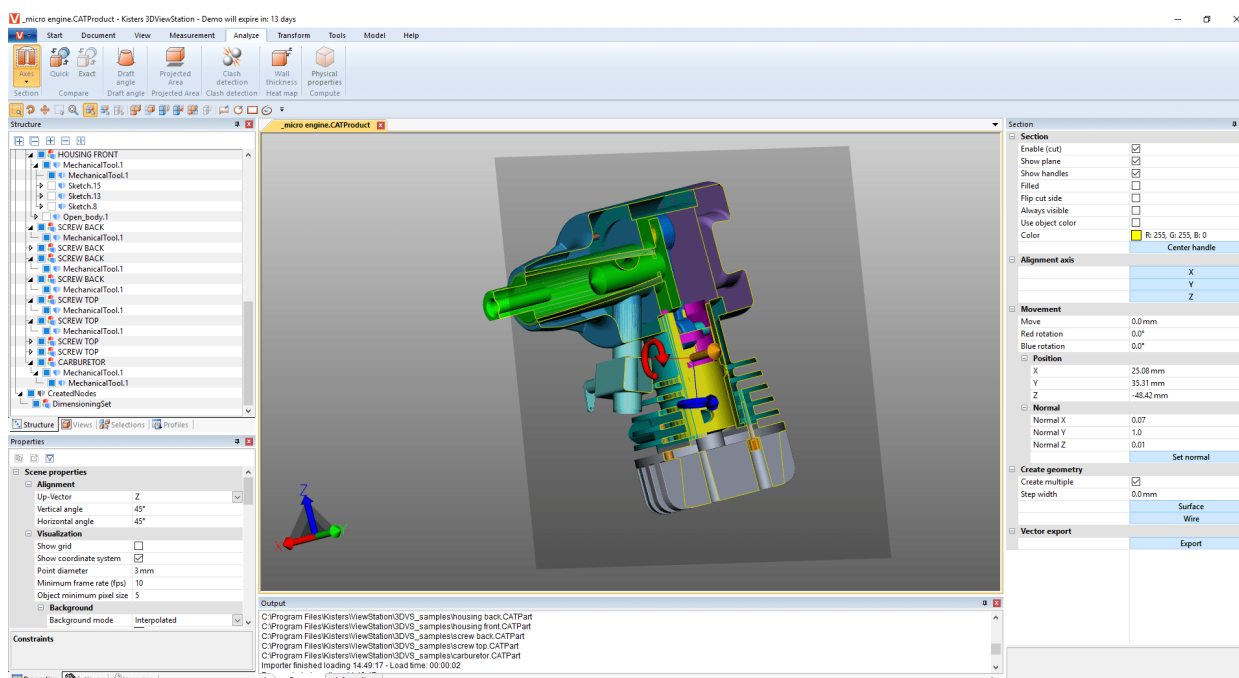 _micro engine.CATProduct - Kisters 3DViewStation - Demo will expire in: 13 days
Start Document View Measurement Analyze Transform Tools Model Help
Axes Quick Exact Draft angle Projected Area Clash detection Wall thickness Physical properties
Section Compare Draft angle Projected Area Clash detection Heat map Compute
Structure
HOUSING FRONT
MechanicalTool.1
MechanicalTool.1
Sketch.15
Sketch.13
Sketch.8
Open_body.1
SCREW BACK
MechanicalTool.1
SCREW BACK
SCREW BACK
MechanicalTool.1
SCREW BACK
MechanicalTool.1
SCREW TOP
MechanicalTool.1
SCREW TOP
MechanicalTool.1
SCREW TOP
SCREW TOP
CARBURETOR
MechanicalTool.1
MechanicalTool.1
CreatedNodes
DimensioningSet
Structure Views Selections Profiles
Properties
Scene properties
Alignment
Up-Vector Z
Vertical angle 45°
Horizontal angle 45°
Visualization
Show grid
Show coordinate system
Point diameter 3 mm
Minimum frame rate (fps) 10
Object minimum pixel size 5
Background
Background mode Interpolated
Constraints
_micro engine.CATProduct
Z
X
Output
C:\Program Files\Kisters\ViewStation\3DVS_samples\housing back.CATPart
C:\Program Files\Kisters\ViewStation\3DVS_samples\housing front.CATPart
C:\Program Files\Kisters\ViewStation\3DVS_samples\screw back.CATPart
C:\Program Files\Kisters\ViewStation\3DVS_samples\screw top.CATPart
C:\Program Files\Kisters\ViewStation\3DVS_samples\carburetor.CATPart
Importer finished loading 14:49:17 - Load time: 00:00:02
Section
Section
Enable (cut)
Show plane
Show handles
Filled
Flip cut side
Always visible
Use object color
Color R: 255, G: 255, B: 0
Center handle
Alignment axis
X
Y
Z
Movement
Move 0.0 mm
Red rotation 0.0°
Blue rotation 0.0°
Position
X 25.08 mm
Y 35.31 mm
Z -48.42 mm
Normal
Normal X 0.07
Normal Y 1.0
Normal Z 0.01
Set normal
Create geometry
Create multiple
Step width 0.0 mm
Surface
Wire
Vector export
Export